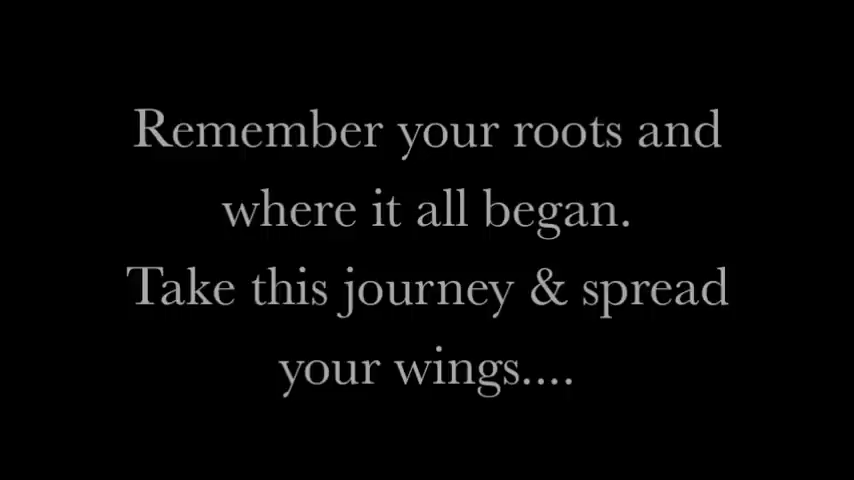 Remember your roots and
where it all began.
Take this journey & spread
your wings....